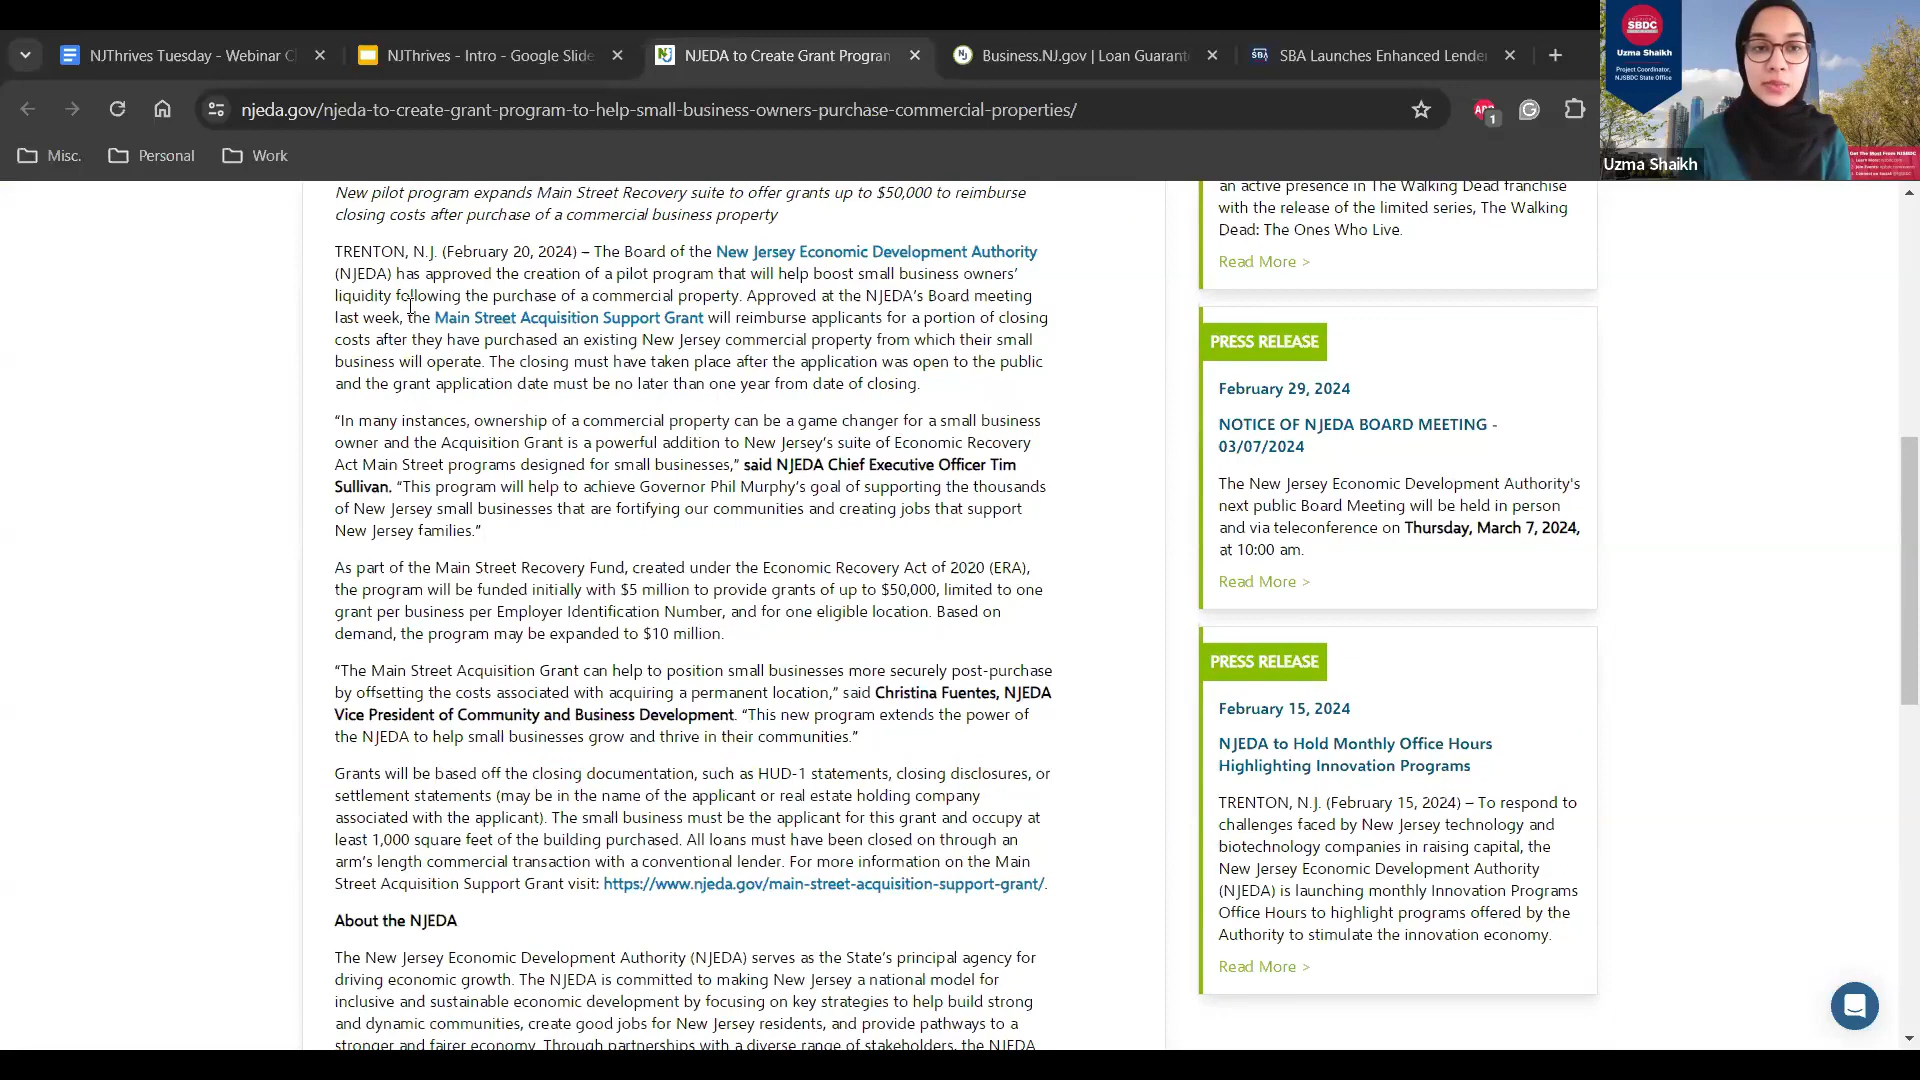 NJThrives Tuesday - Webinar C
NJThrives - Intro - Google Slide
NJEDA to Create Grant Program
Business.NJ.gov | Loan Guarant
SBA Launches Enhanced Lender
njeda.gov/njeda-to-create-grant-program-to-help-small-business-owners-purchase-commercial-properties/
1
Misc.
Personal
Work
SBDC
Uzma Shaikh
Project Coordinator,
NJSBDC State Office
Get The Most From NJSBDC
Uzma Shaikh
New pilot program expands Main Street Recovery suite to offer grants up to $50,000 to reimburse
closing costs after purchase of a commercial business property
TRENTON, N.J. (February 20, 2024) – The Board of the New Jersey Economic Development Authority
(NJEDA) has approved the creation of a pilot program that will help boost small business owners’
liquidity following the purchase of a commercial property. Approved at the NJEDA’s Board meeting
last week, the Main Street Acquisition Support Grant will reimburse applicants for a portion of closing
costs after they have purchased an existing New Jersey commercial property from which their small
business will operate. The closing must have taken place after the application was open to the public
and the grant application date must be no later than one year from date of closing.
“In many instances, ownership of a commercial property can be a game changer for a small business
owner and the Acquisition Grant is a powerful addition to New Jersey’s suite of Economic Recovery
Act Main Street programs designed for small businesses,” said NJEDA Chief Executive Officer Tim
Sullivan. “This program will help to achieve Governor Phil Murphy’s goal of supporting the thousands
of New Jersey small businesses that are fortifying our communities and creating jobs that support
New Jersey families.”
As part of the Main Street Recovery Fund, created under the Economic Recovery Act of 2020 (ERA),
the program will be funded initially with $5 million to provide grants of up to $50,000, limited to one
grant per business per Employer Identification Number, and for one eligible location. Based on
demand, the program may be expanded to $10 million.
“The Main Street Acquisition Grant can help to position small businesses more securely post-purchase
by offsetting the costs associated with acquiring a permanent location,” said Christina Fuentes, NJEDA
Vice President of Community and Business Development. “This new program extends the power of
the NJEDA to help small businesses grow and thrive in their communities.”
Grants will be based off the closing documentation, such as HUD-1 statements, closing disclosures, or
settlement statements (may be in the name of the applicant or real estate holding company
associated with the applicant). The small business must be the applicant for this grant and occupy at
least 1,000 square feet of the building purchased. All loans must have been closed on through an
arm’s length commercial transaction with a conventional lender. For more information on the Main
Street Acquisition Support Grant visit: https://www.njeda.gov/main-street-acquisition-support-grant/.
About the NJEDA
The New Jersey Economic Development Authority (NJEDA) serves as the State’s principal agency for
driving economic growth. The NJEDA is committed to making New Jersey a national model for
inclusive and sustainable economic development by focusing on key strategies to help build strong
and dynamic communities, create good jobs for New Jersey residents, and provide pathways to a
stronger and fairer economy. Through partnerships with a diverse range of stakeholders, the NJEDA
an active presence in The Walking Dead franchise
with the release of the limited series, The Walking
Dead: The Ones Who Live.
Read More >
PRESS RELEASE
February 29, 2024
NOTICE OF NJEDA BOARD MEETING -
03/07/2024
The New Jersey Economic Development Authority's
next public Board Meeting will be held in person
and via teleconference on Thursday, March 7, 2024,
at 10:00 am.
Read More >
PRESS RELEASE
February 15, 2024
NJEDA to Hold Monthly Office Hours
Highlighting Innovation Programs
TRENTON, N.J. (February 15, 2024) – To respond to
challenges faced by New Jersey technology and
biotechnology companies in raising capital, the
New Jersey Economic Development Authority
(NJEDA) is launching monthly Innovation Programs
Office Hours to highlight programs offered by the
Authority to stimulate the innovation economy.
Read More >